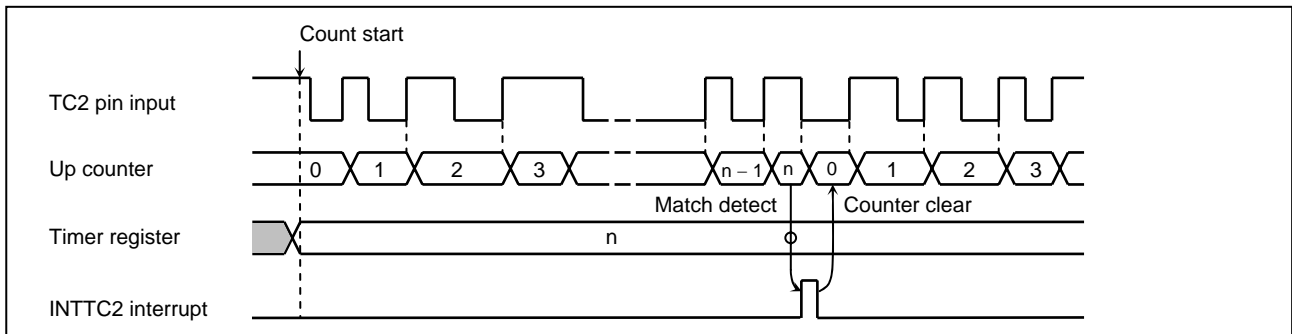 Count start
TC2 pin input
Up counter
0 1 2 3 n − 1 n 0 1 2 3
Match detect Counter clear
Timer register
n
INTTC2 interrupt